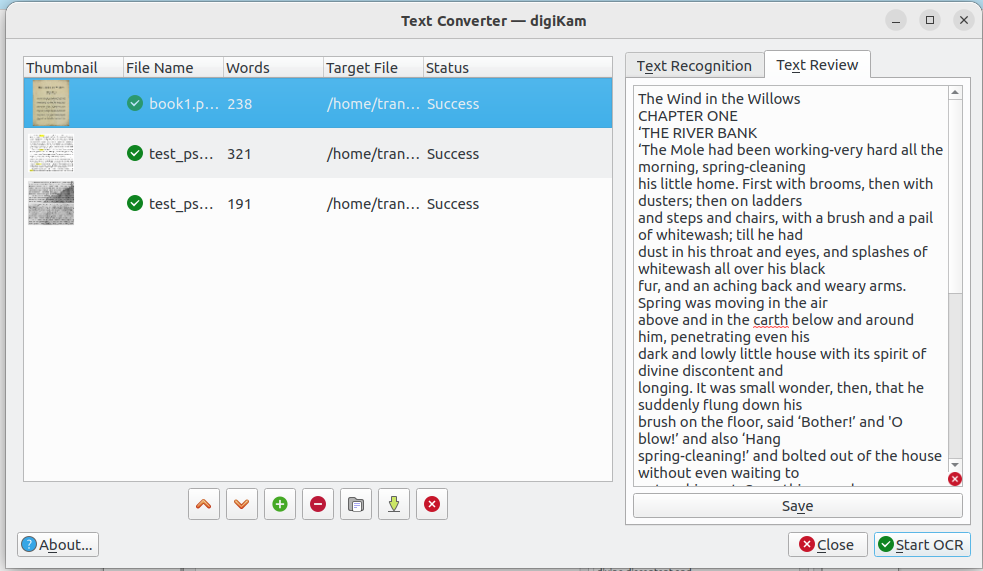 Text Converter — digiKam
Thumbnail File Name Words Target File Status
book1.p... 238 /home/tran... Success
test_ps... 321 /home/tran... Success
test_ps... 191 /home/tran... Success
Text Recognition Text Review
The Wind in the Willows
CHAPTER ONE
‘THE RIVER BANK
‘The Mole had been working-very hard all the
morning, spring-cleaning
his little home. First with brooms, then with
dusters; then on ladders
and steps and chairs, with a brush and a pail
of whitewash; till he had
dust in his throat and eyes, and splashes of
whitewash all over his black
fur, and an aching back and weary arms.
Spring was moving in the air
above and in the carth below and around
him, penetrating even his
dark and lowly little house with its spirit of
divine discontent and
longing. It was small wonder, then, that he
suddenly flung down his
brush on the floor, said ‘Bother!’ and 'O
blow!’ and also ‘Hang
spring-cleaning!’ and bolted out of the house
without even waiting to
Save
About...
Close
Start OCR